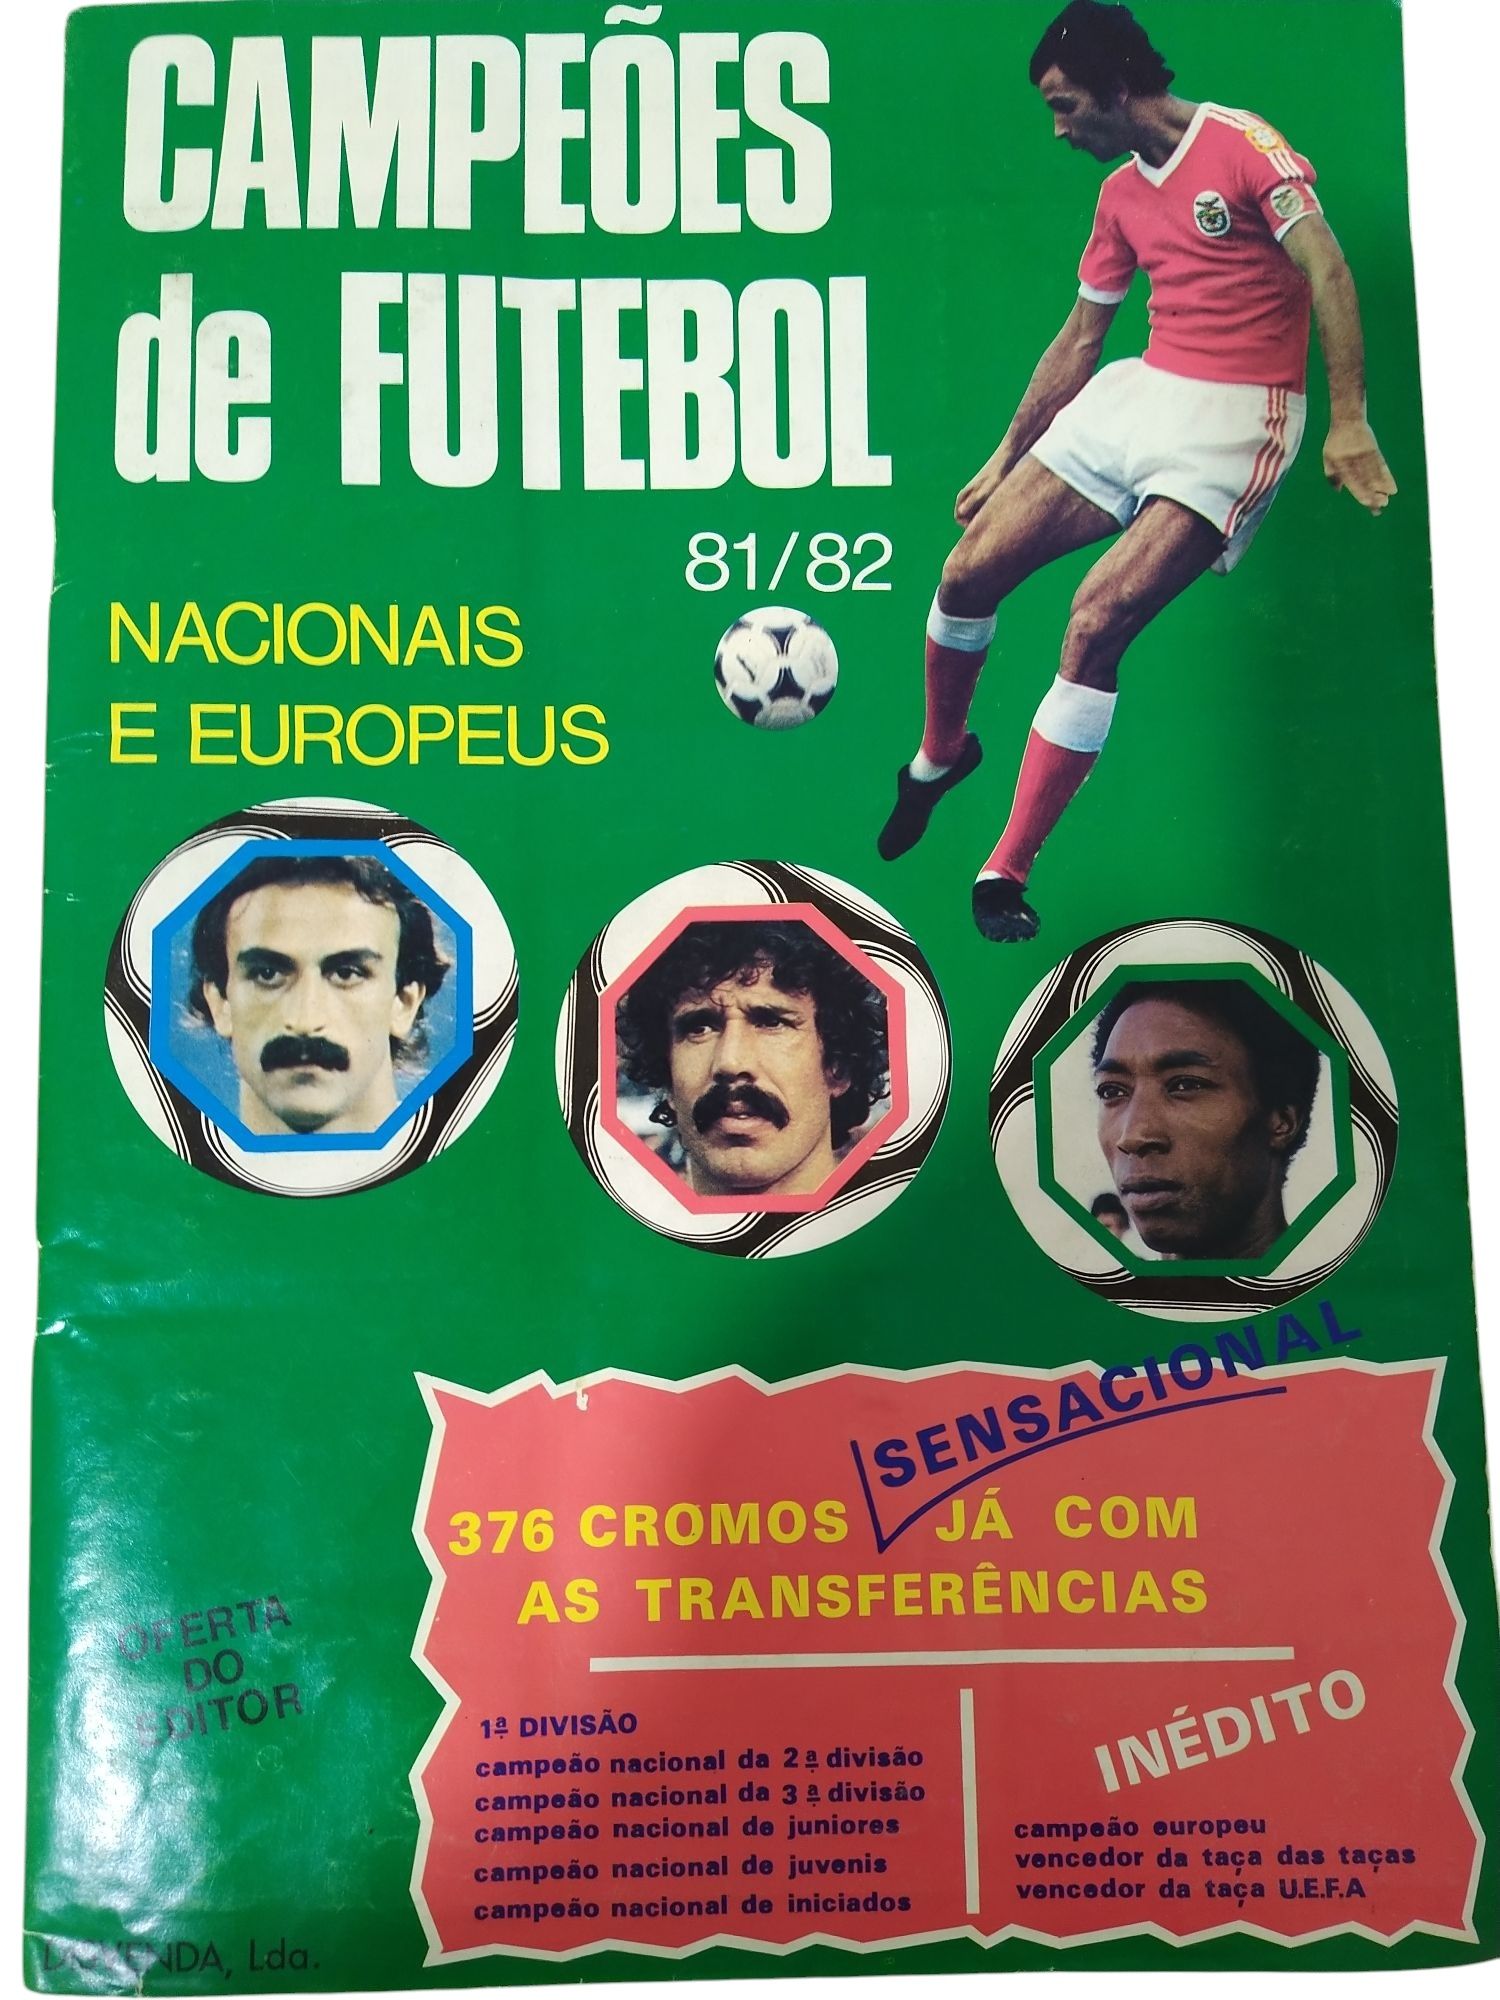 CAMPEÕES
de FUTEBOL
81/82
NACIONAIS
E EUROPEUS
SENSACIONAL
376 CROMOS JÁ COM
AS TRANSFERÊNCIAS
OFERTA
DO
EDITOR
1ª DIVISÃO
campeão nacional da 2ª divisão
campeão nacional da 3ª divisão
campeão nacional de juniores
campeão nacional de juvenis
campeão nacional de iniciados
INÉDITO
campeão europeu
vencedor da taça das taças
vencedor da taça U.E.F.A
Lda.